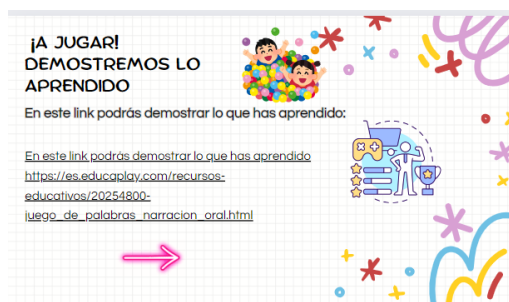 ¡A JUGAR!
DEMOSTREMOS LO
APRENDIDO
En este link podrás demostrar lo que has aprendido:
En este link podrás demostrar lo que has aprendido
https://es.educaplay.com/recursos-
educativos/20254800-
juego_de_palabras_narracion_oral.html